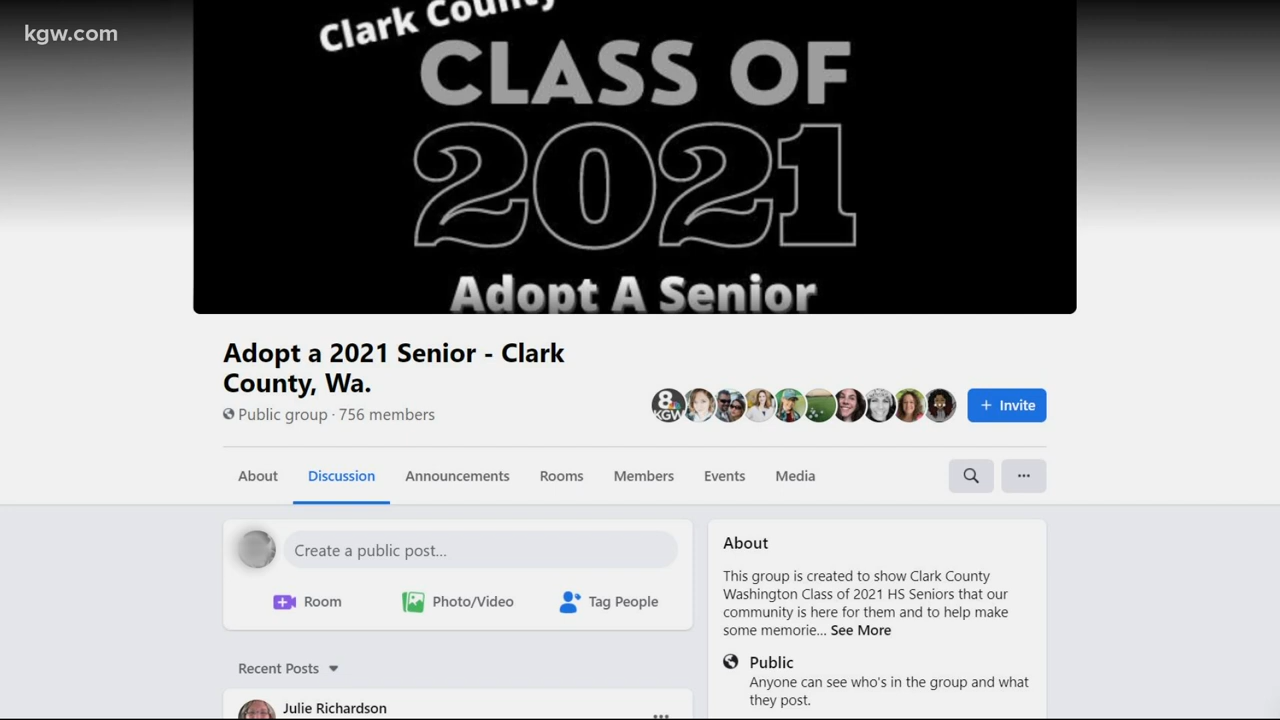 kgw.com
Clark County
CLASS OF
2021
Adopt A Senior
Adopt a 2021 Senior - Clark
County, Wa.
Public group · 756 members
8
KGW
+ Invite
About
Discussion
Announcements
Rooms
Members
Events
Media
Create a public post...
Room
Photo/Video
Tag People
Recent Posts
Julie Richardson
About
This group is created to show Clark County
Washington Class of 2021 HS Seniors that our
community is here for them and to help make
some memorie... See More
Public
Anyone can see who's in the group and what
they post.